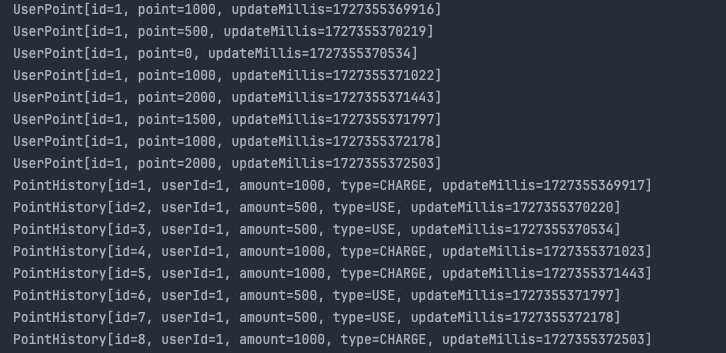 UserPoint[id=1, point=1000, updateMillis=1727355369916]
UserPoint[id=1, point=500, updateMillis=1727355370219]
UserPoint[id=1, point=0, updateMillis=1727355370534]
UserPoint[id=1, point=1000, updateMillis=1727355371022]
UserPoint[id=1, point=2000, updateMillis=1727355371443]
UserPoint[id=1, point=1500, updateMillis=1727355371797]
UserPoint[id=1, point=1000, updateMillis=1727355372178]
UserPoint[id=1, point=2000, updateMillis=1727355372503]
PointHistory[id=1, userId=1, amount=1000, type=CHARGE, updateMillis=1727355369917]
PointHistory[id=2, userId=1, amount=500, type=USE, updateMillis=1727355370220]
PointHistory[id=3, userId=1, amount=500, type=USE, updateMillis=1727355370534]
PointHistory[id=4, userId=1, amount=1000, type=CHARGE, updateMillis=1727355371023]
PointHistory[id=5, userId=1, amount=1000, type=CHARGE, updateMillis=1727355371443]
PointHistory[id=6, userId=1, amount=500, type=USE, updateMillis=1727355371797]
PointHistory[id=7, userId=1, amount=500, type=USE, updateMillis=1727355372178]
PointHistory[id=8, userId=1, amount=1000, type=CHARGE, updateMillis=1727355372503]